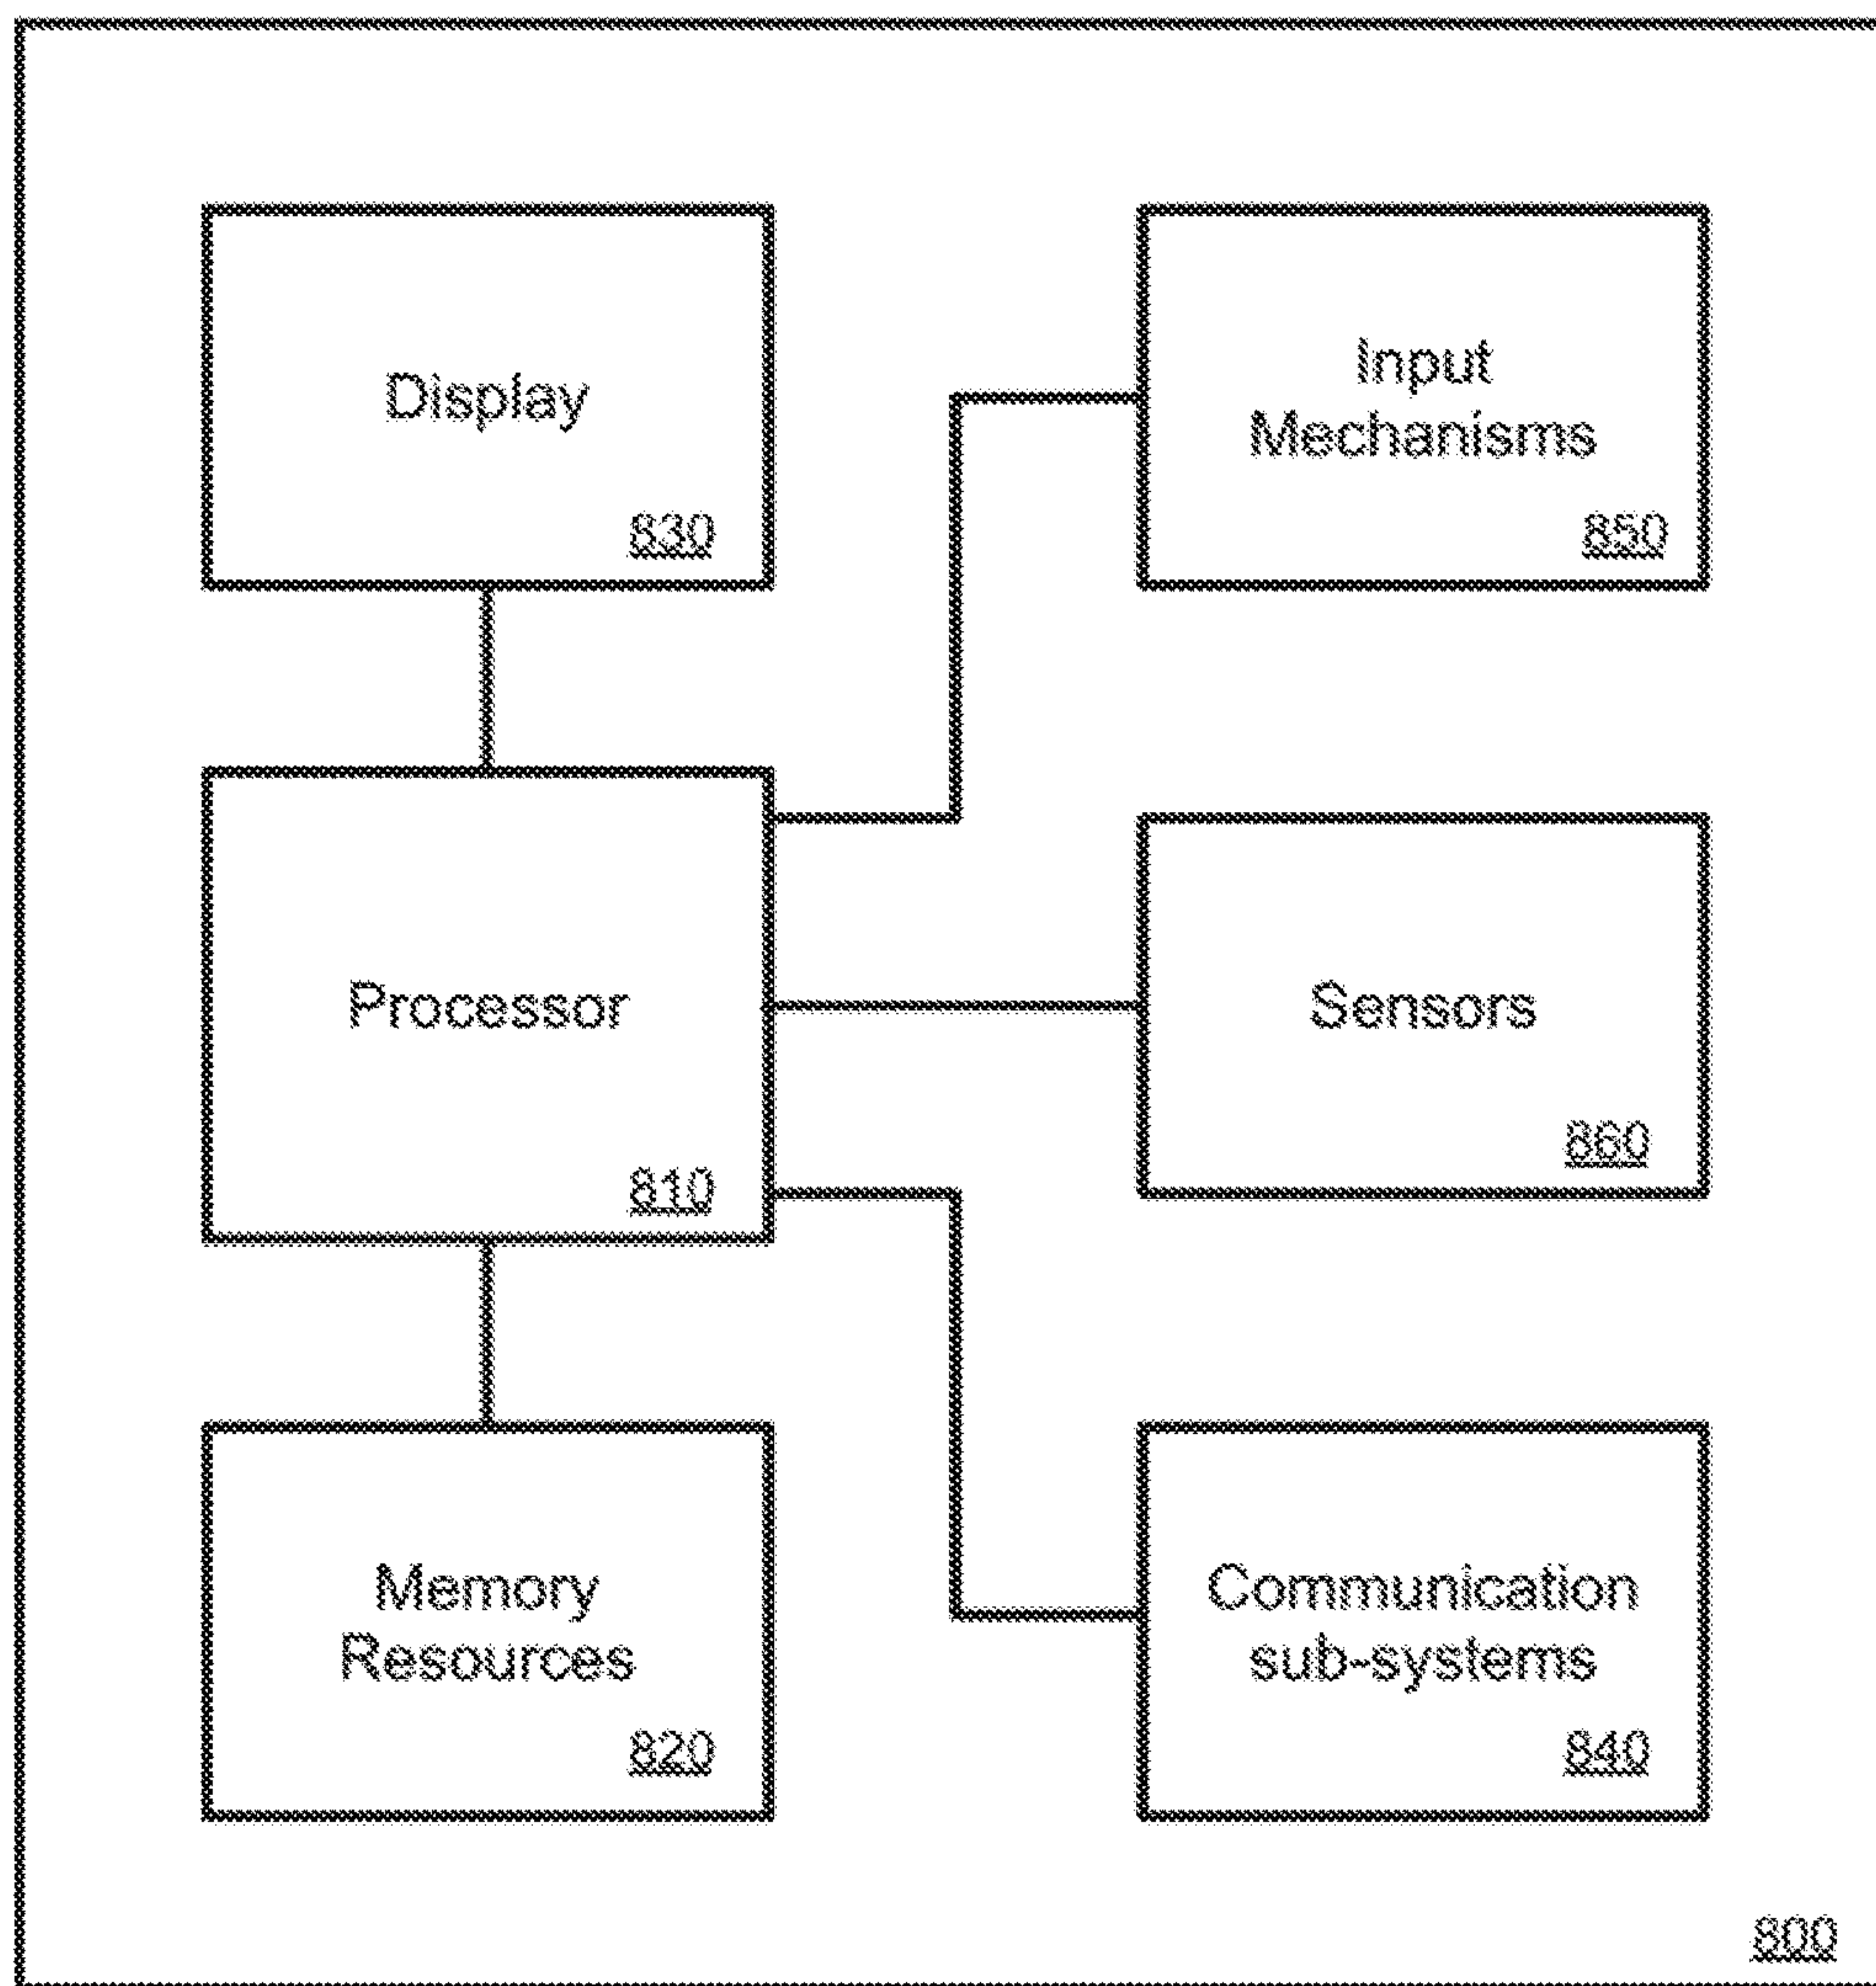 Display
830
Input
Mechanisms
850
Processor
810
Sensors
860
Memory
Resources
820
Communication
sub-systems
840
800